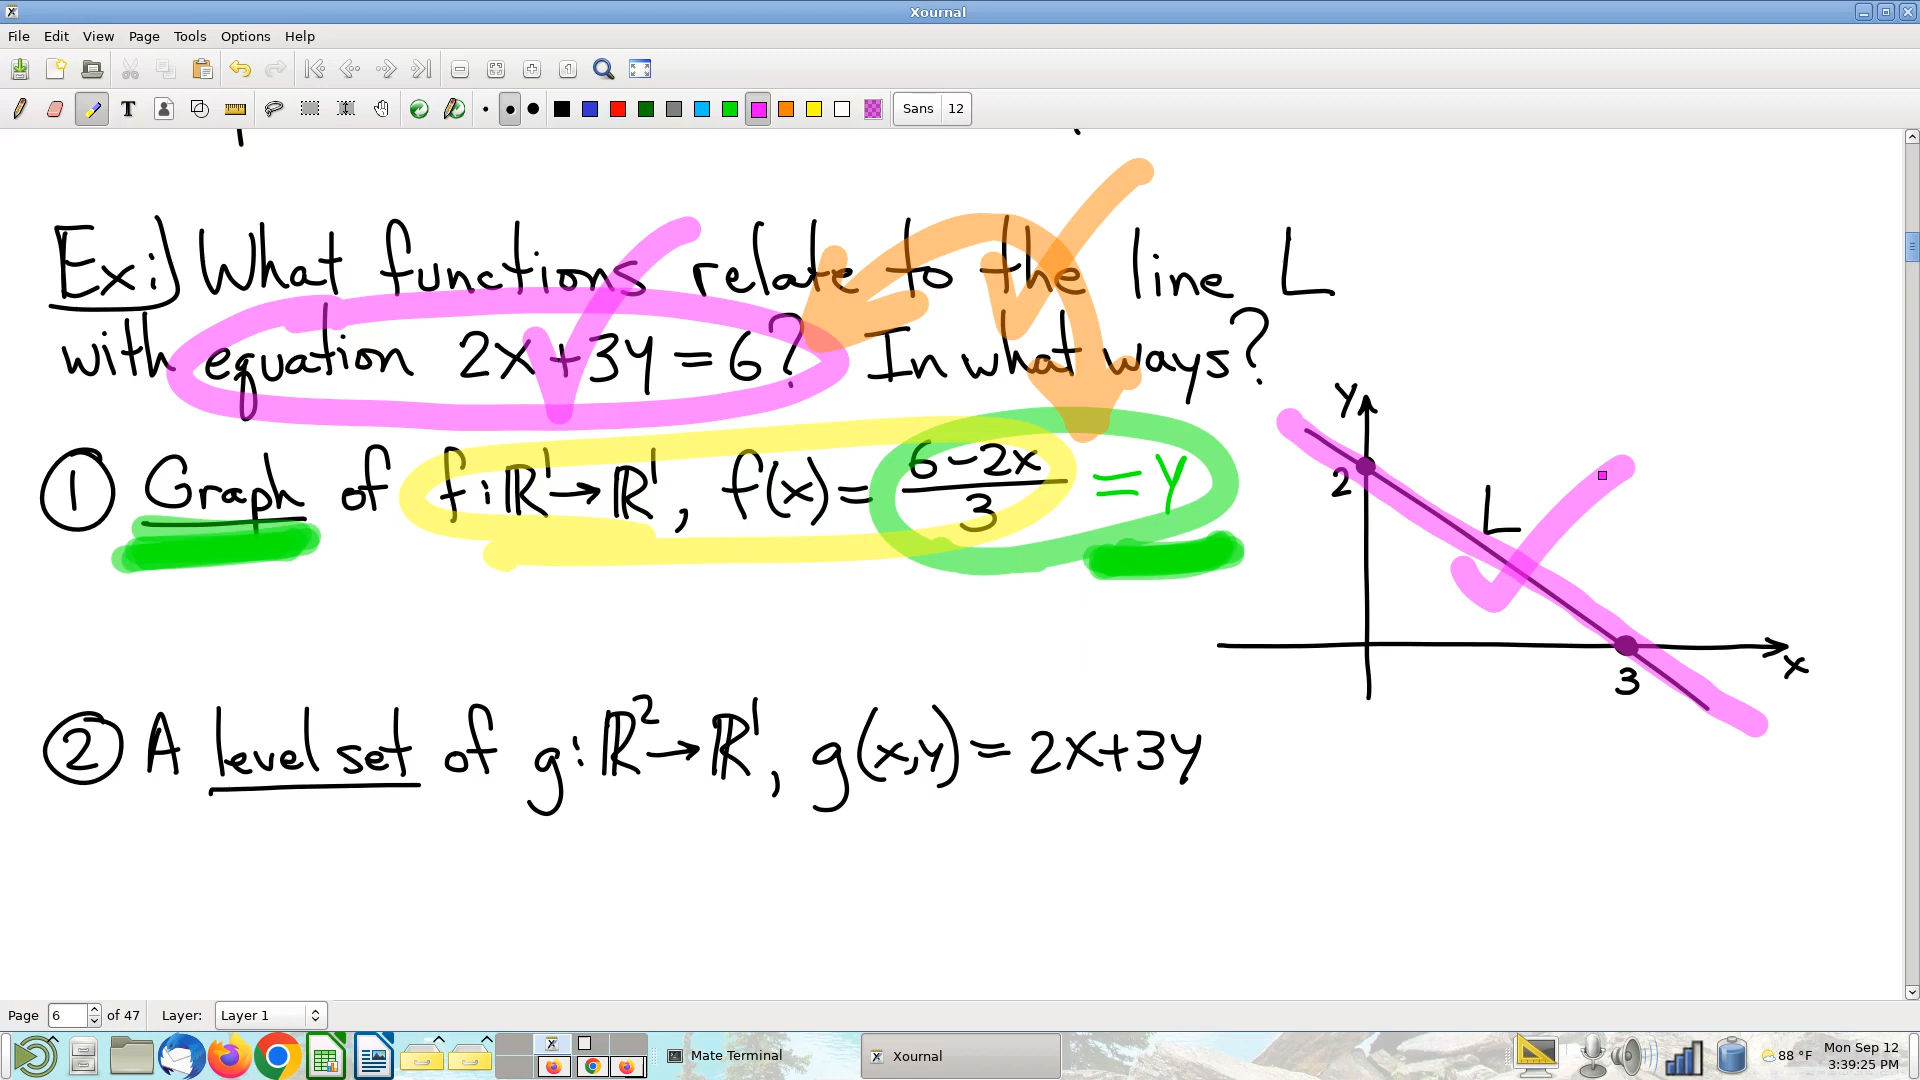 Xournal
File Edit View Page Tools Options Help
Sans 12
Ex: What functions relate to the line L
with equation 2x+3y=6? In what ways?
① Graph of f: ℝ¹→ℝ¹, f(x)= (6-2x)/3 = y
② A level set of g: ℝ²→ℝ¹, g(x,y)= 2x+3y
y
2
L
3
x
Page 6 of 47 Layer: Layer 1
Mate Terminal
Xournal
88 °F
Mon Sep 12
3:39:25 PM